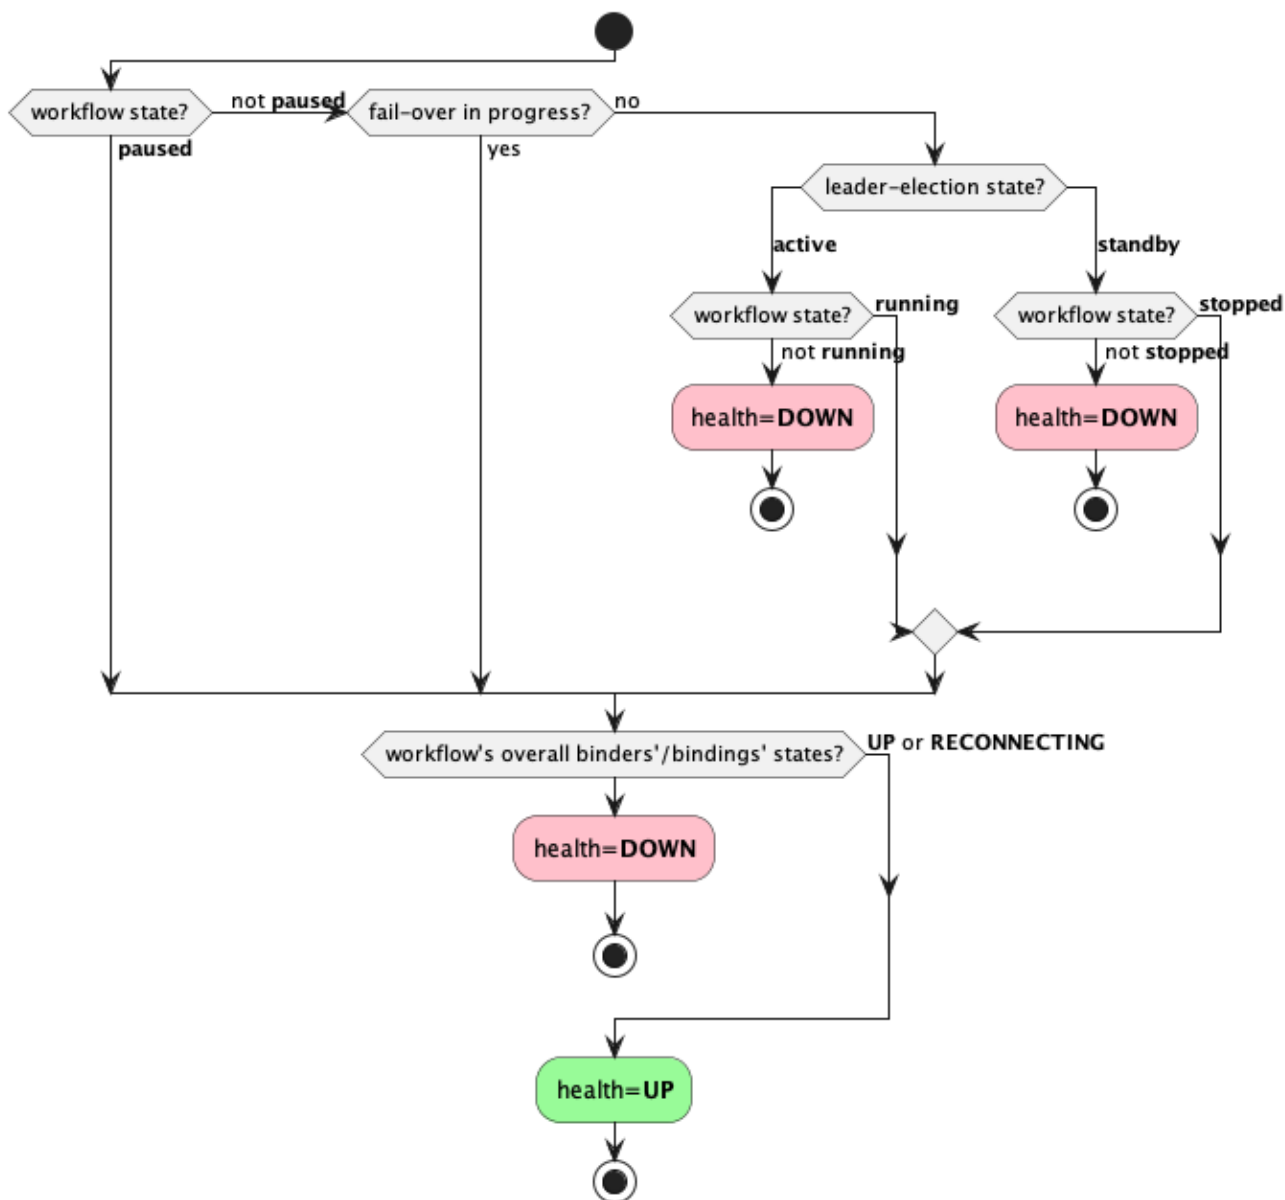 workflow state?
not paused
fail-over in progress?
no
paused
yes
leader-election state?
active
standby
workflow state?
running
workflow state?
stopped
not running
not stopped
health=DOWN
health=DOWN
workflow's overall binders'/bindings' states?
UP or RECONNECTING
health=DOWN
health=UP